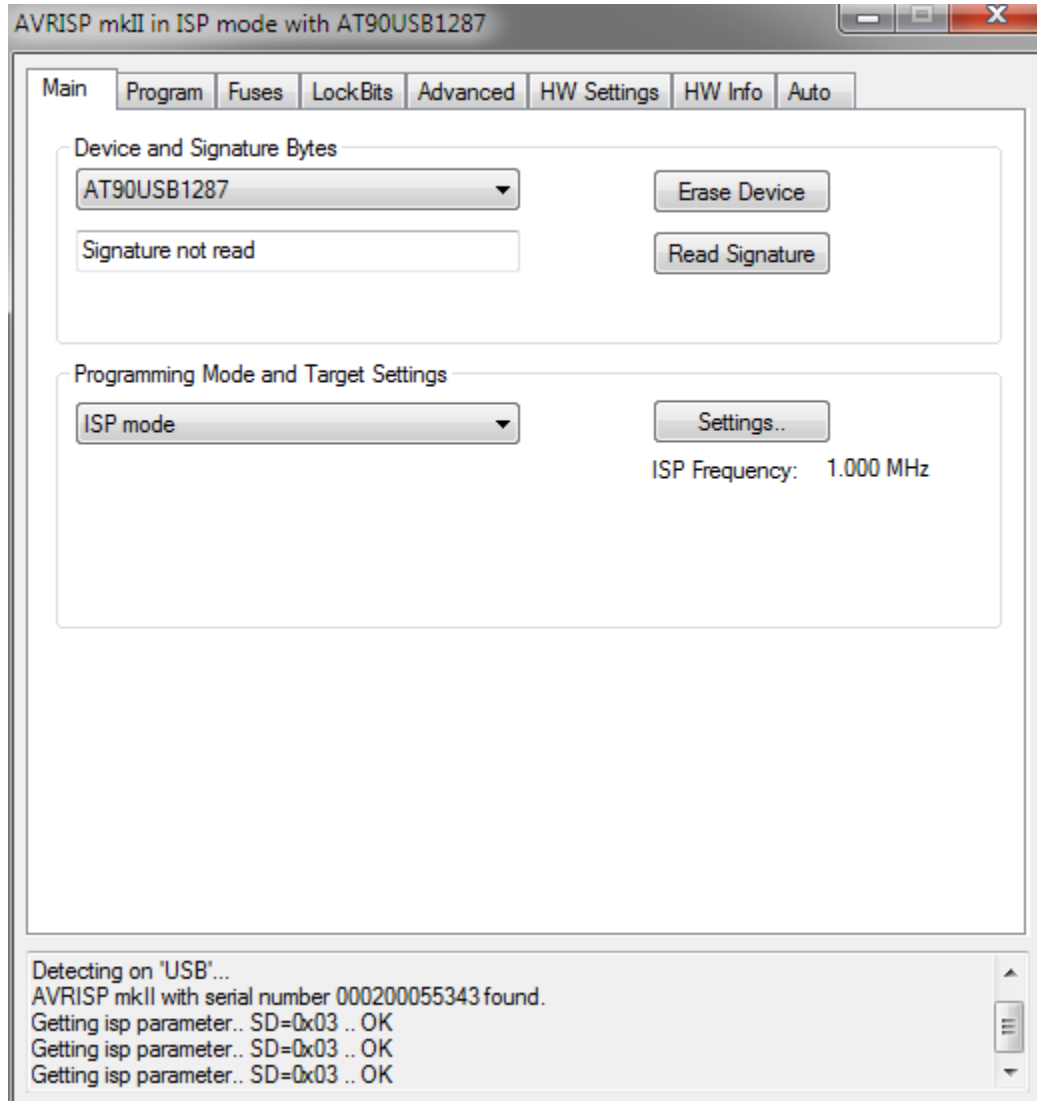 AVRISP mkII in ISP mode with AT90USB1287
Main Program Fuses LockBits Advanced HW Settings HW Info Auto
Device and Signature Bytes
AT90USB1287 Erase Device
Signature not read Read Signature
Programming Mode and Target Settings
ISP mode Settings..
ISP Frequency: 1.000 MHz
Detecting on 'USB'...
AVRISP mkII with serial number 000200055343 found.
Getting isp parameter.. SD=0x03 .. OK
Getting isp parameter.. SD=0x03 .. OK
Getting isp parameter.. SD=0x03 .. OK